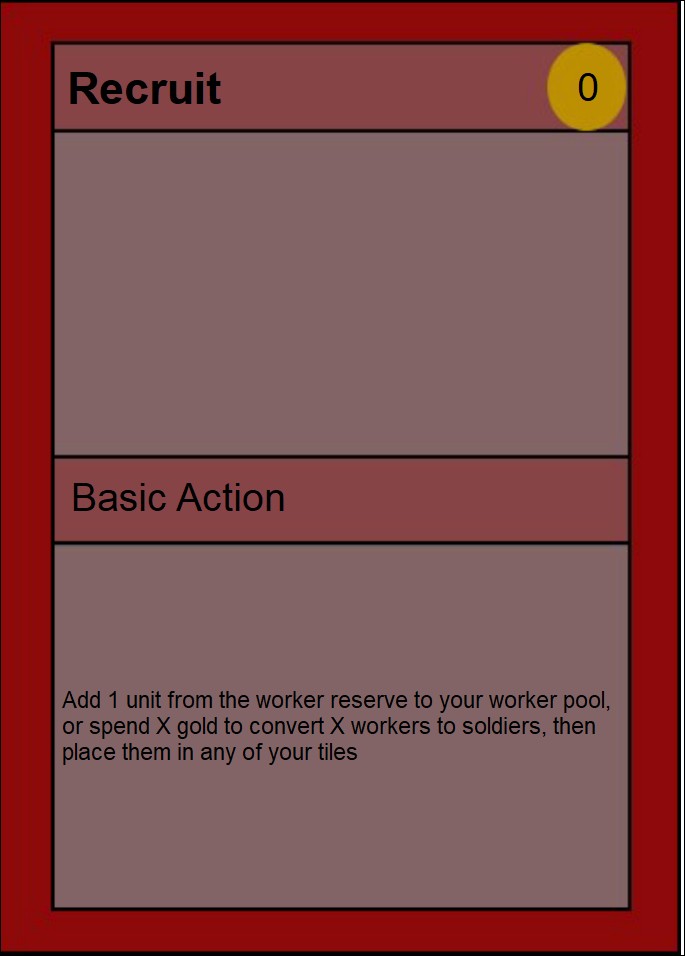 Recruit
0
Basic Action
Add 1 unit from the worker reserve to your worker pool,
or spend X gold to convert X workers to soldiers, then
place them in any of your tiles